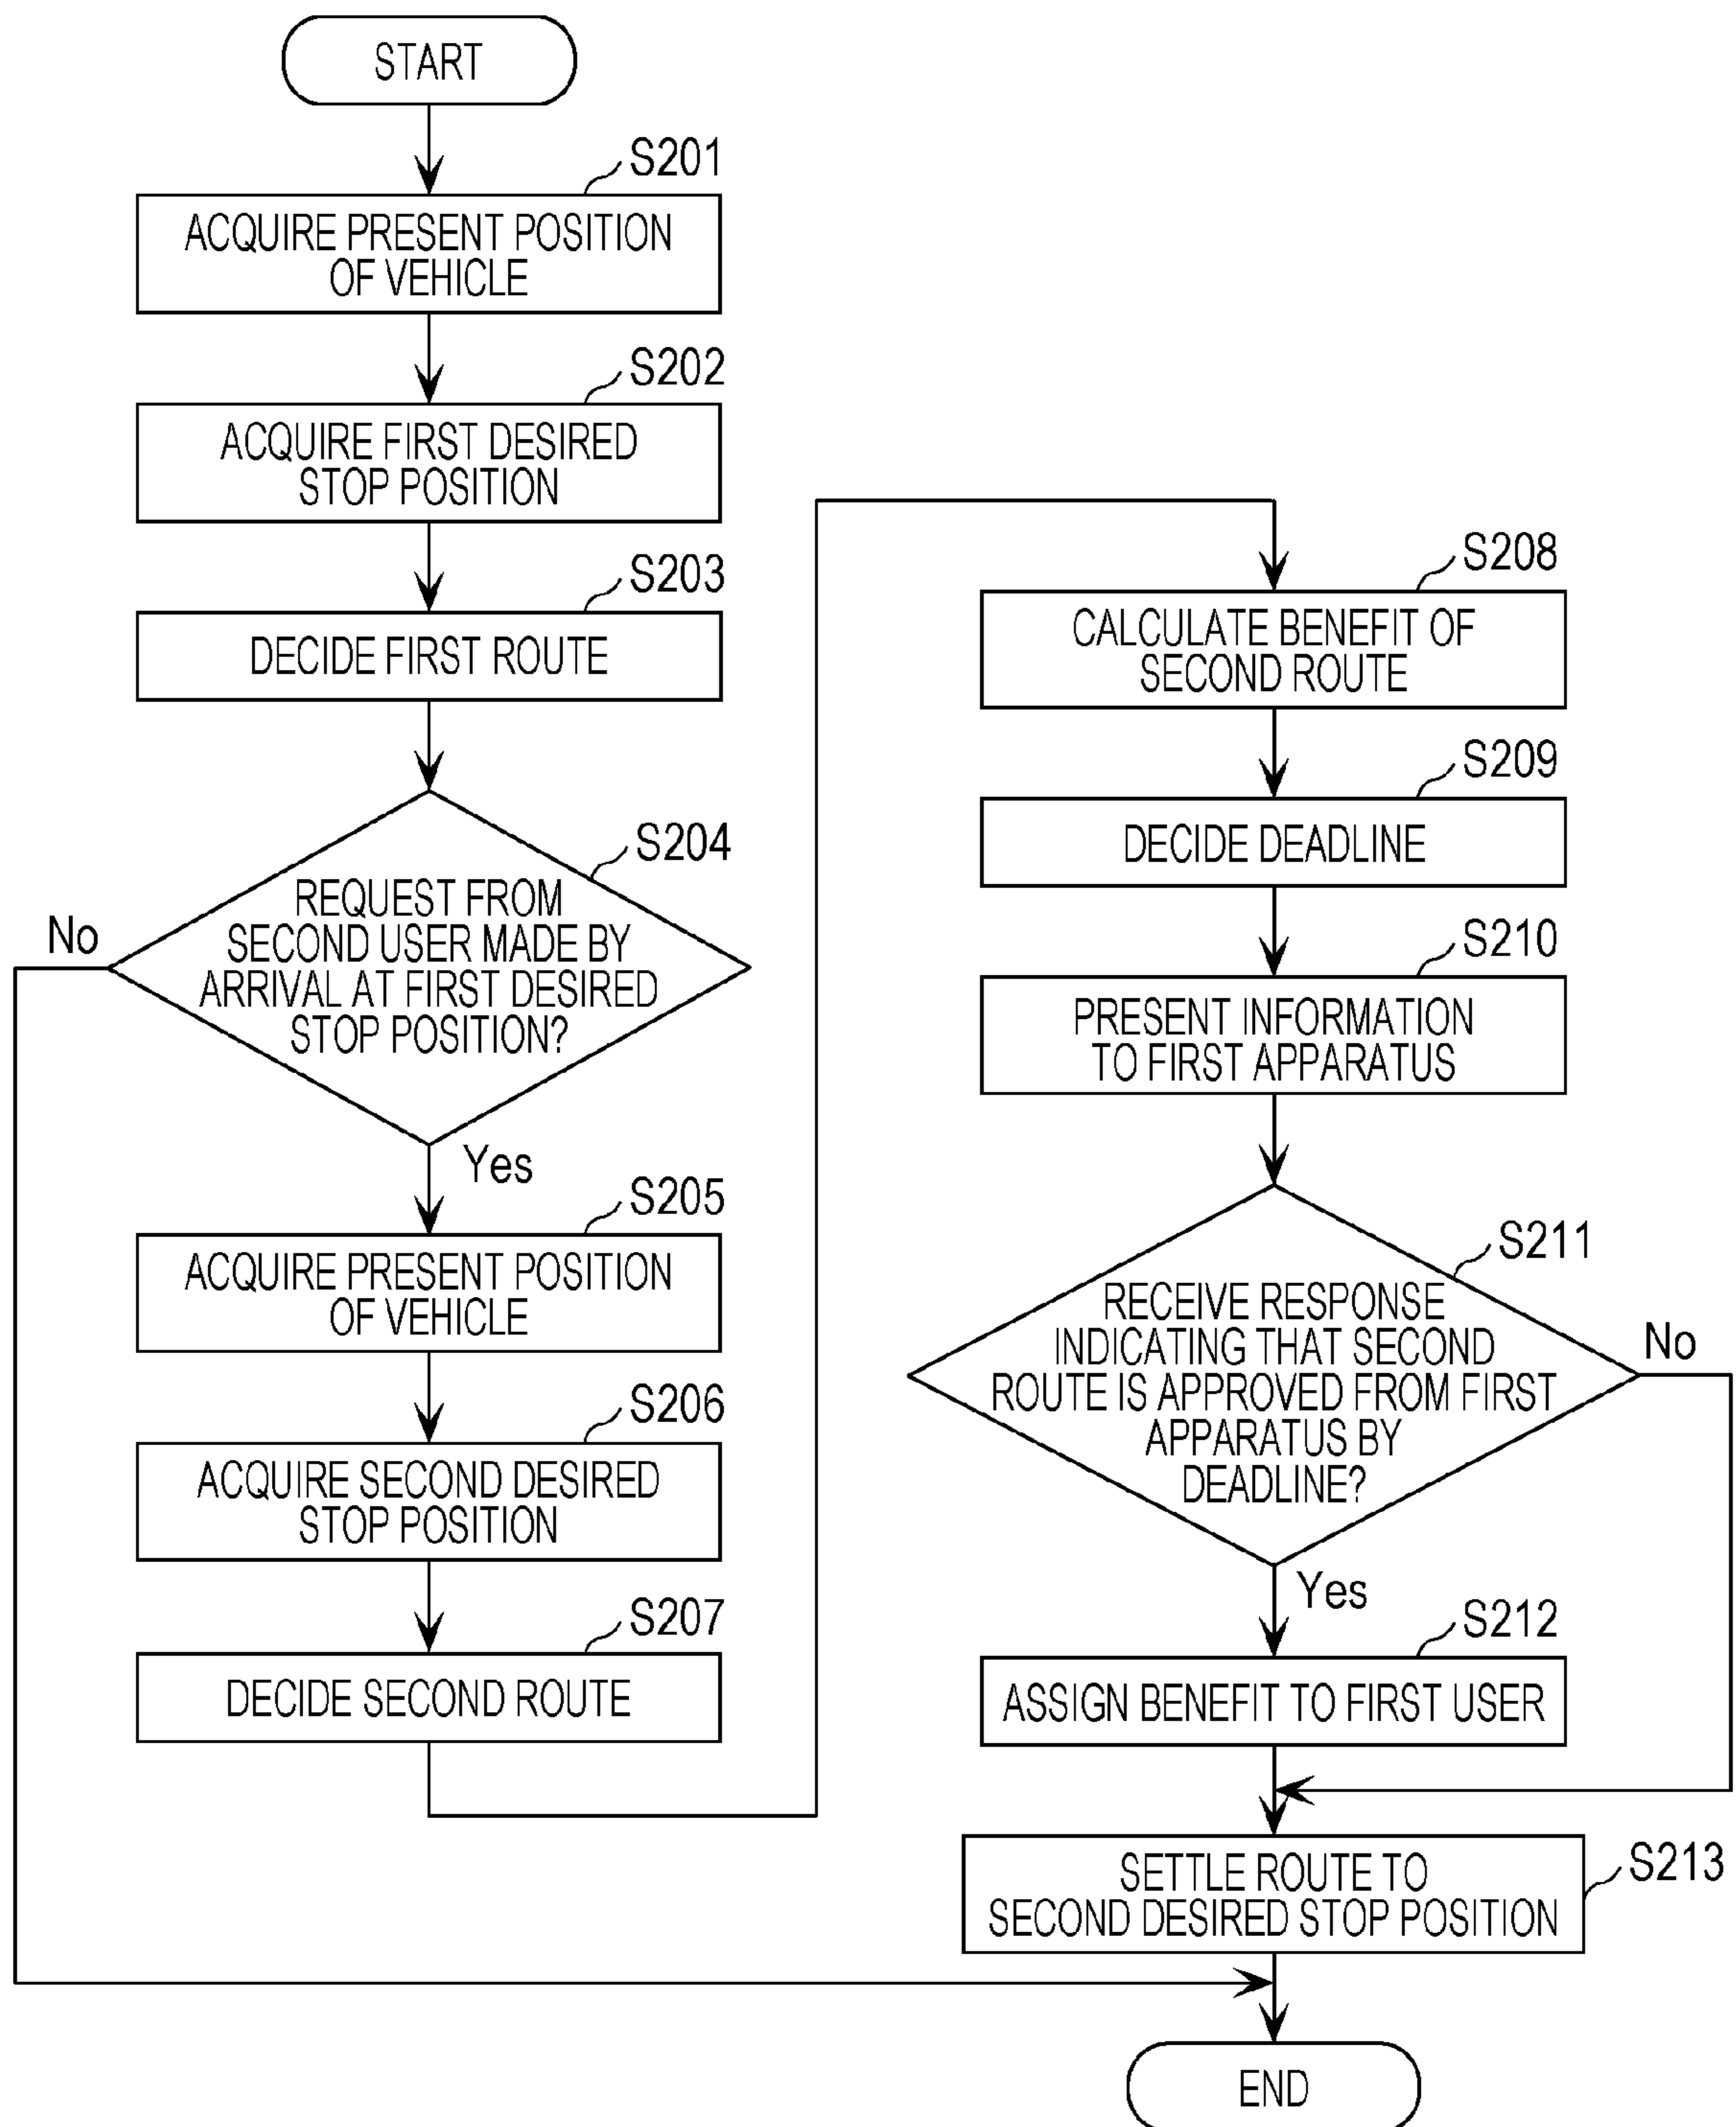 START
S201
ACQUIRE PRESENT POSITION
OF VEHICLE
S202
ACQUIRE FIRST DESIRED
STOP POSITION
S203
DECIDE FIRST ROUTE
S204
REQUEST FROM
SECOND USER MADE BY
ARRIVAL AT FIRST DESIRED
STOP POSITION?
No
Yes
S205
ACQUIRE PRESENT POSITION
OF VEHICLE
S206
ACQUIRE SECOND DESIRED
STOP POSITION
S207
DECIDE SECOND ROUTE
S208
CALCULATE BENEFIT OF
SECOND ROUTE
S209
DECIDE DEADLINE
S210
PRESENT INFORMATION
TO FIRST APPARATUS
S211
RECEIVE RESPONSE
INDICATING THAT SECOND
ROUTE IS APPROVED FROM FIRST
APPARATUS BY
DEADLINE?
No
Yes
S212
ASSIGN BENEFIT TO FIRST USER
S213
SETTLE ROUTE TO
SECOND DESIRED STOP POSITION
END